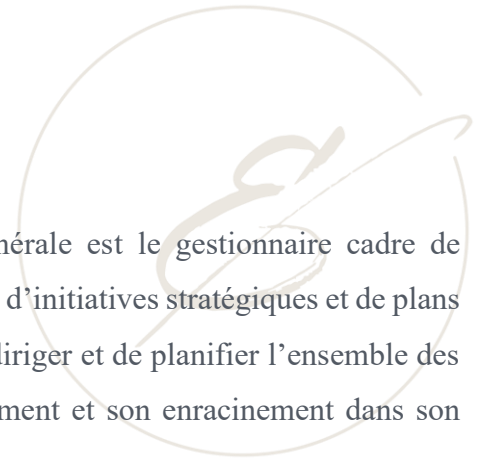 nérale est le gestionnaire cadre de
d’initiatives stratégiques et de plans
diriger et de planifier l’ensemble des
ment et son enracinement dans son